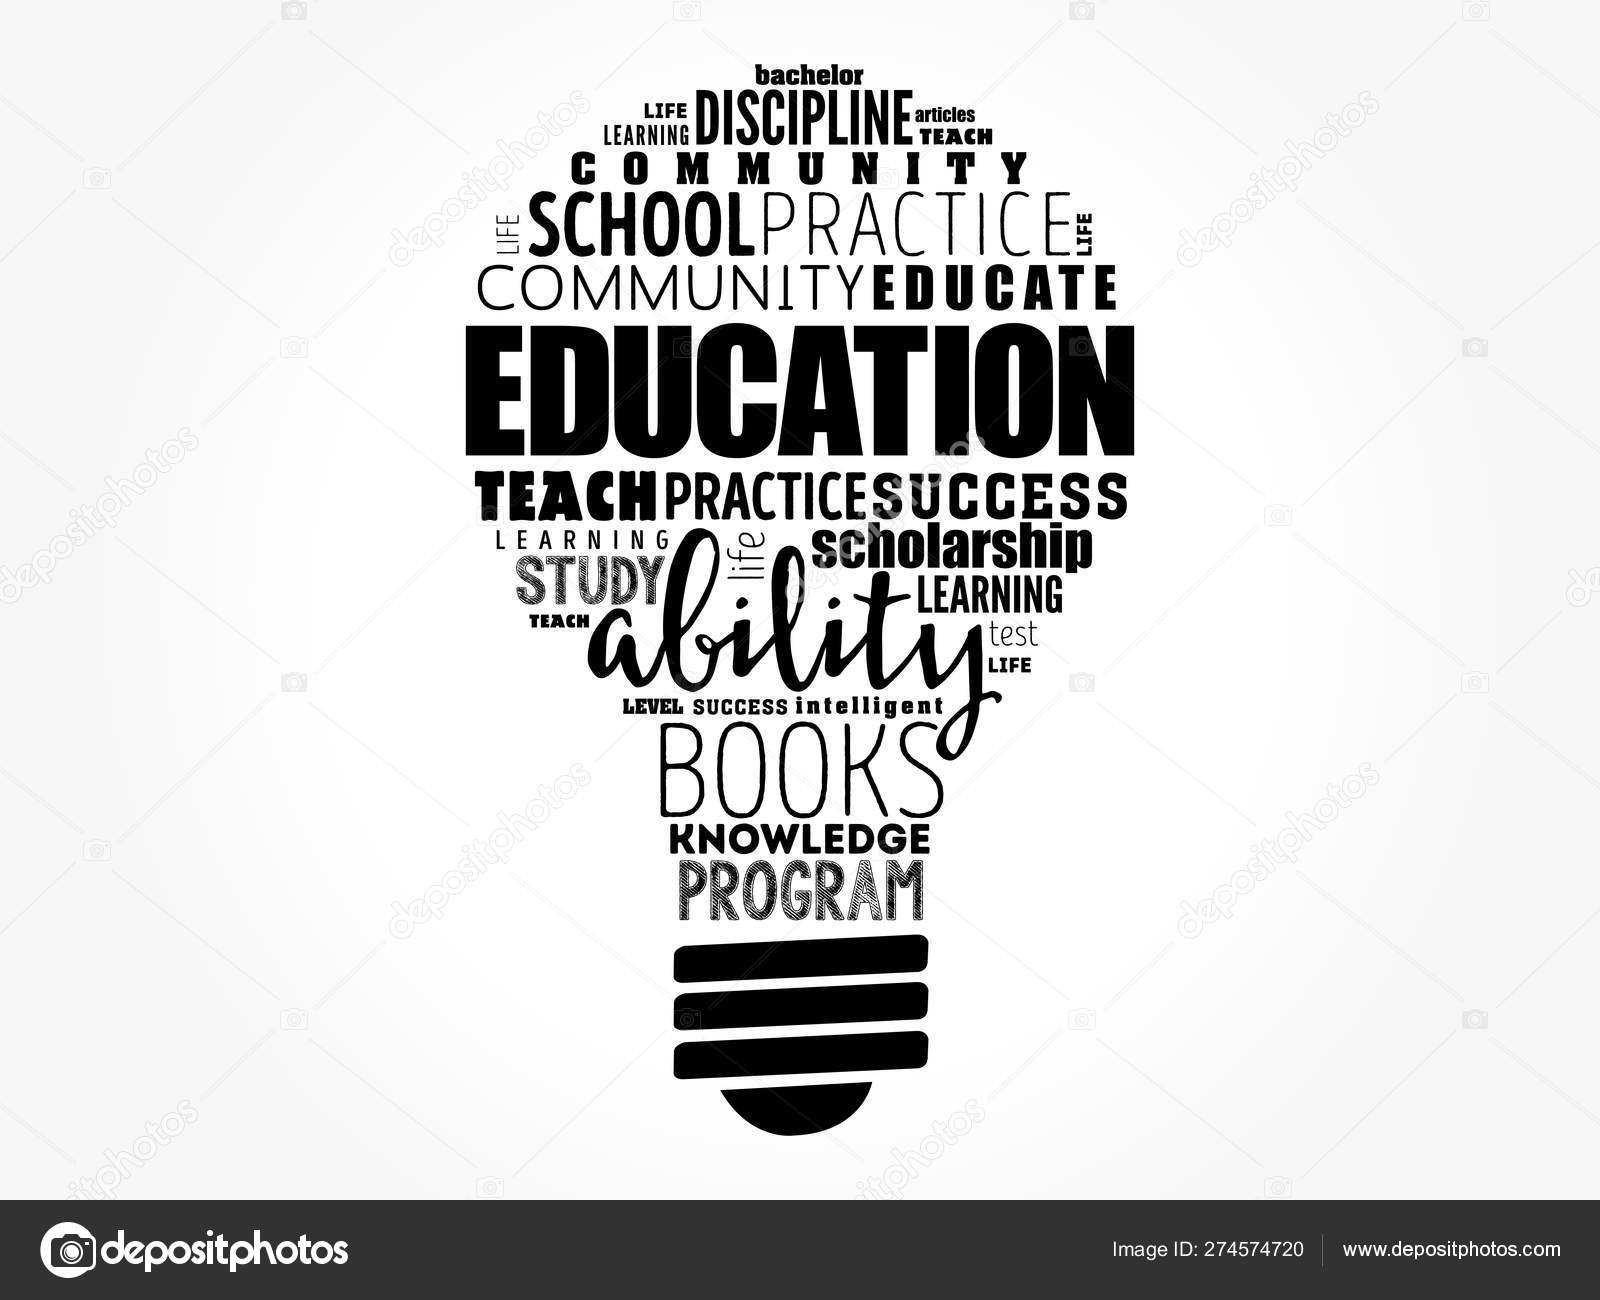 bachelor
LIFE DISCIPLINE articles
LEARNING TEACH
COMMUNITY
LIFE SCHOOL PRACTICE LIFE
COMMUNITY EDUCATE
EDUCATION
TEACH PRACTICE SUCCESS
LEARNING life scholarship
STUDY ability LEARNING
TEACH test
LIFE
LEVEL SUCCESS intelligent
BOOKS
KNOWLEDGE
PROGRAM
depositphotos
Image ID: 274574720 www.depositphotos.com